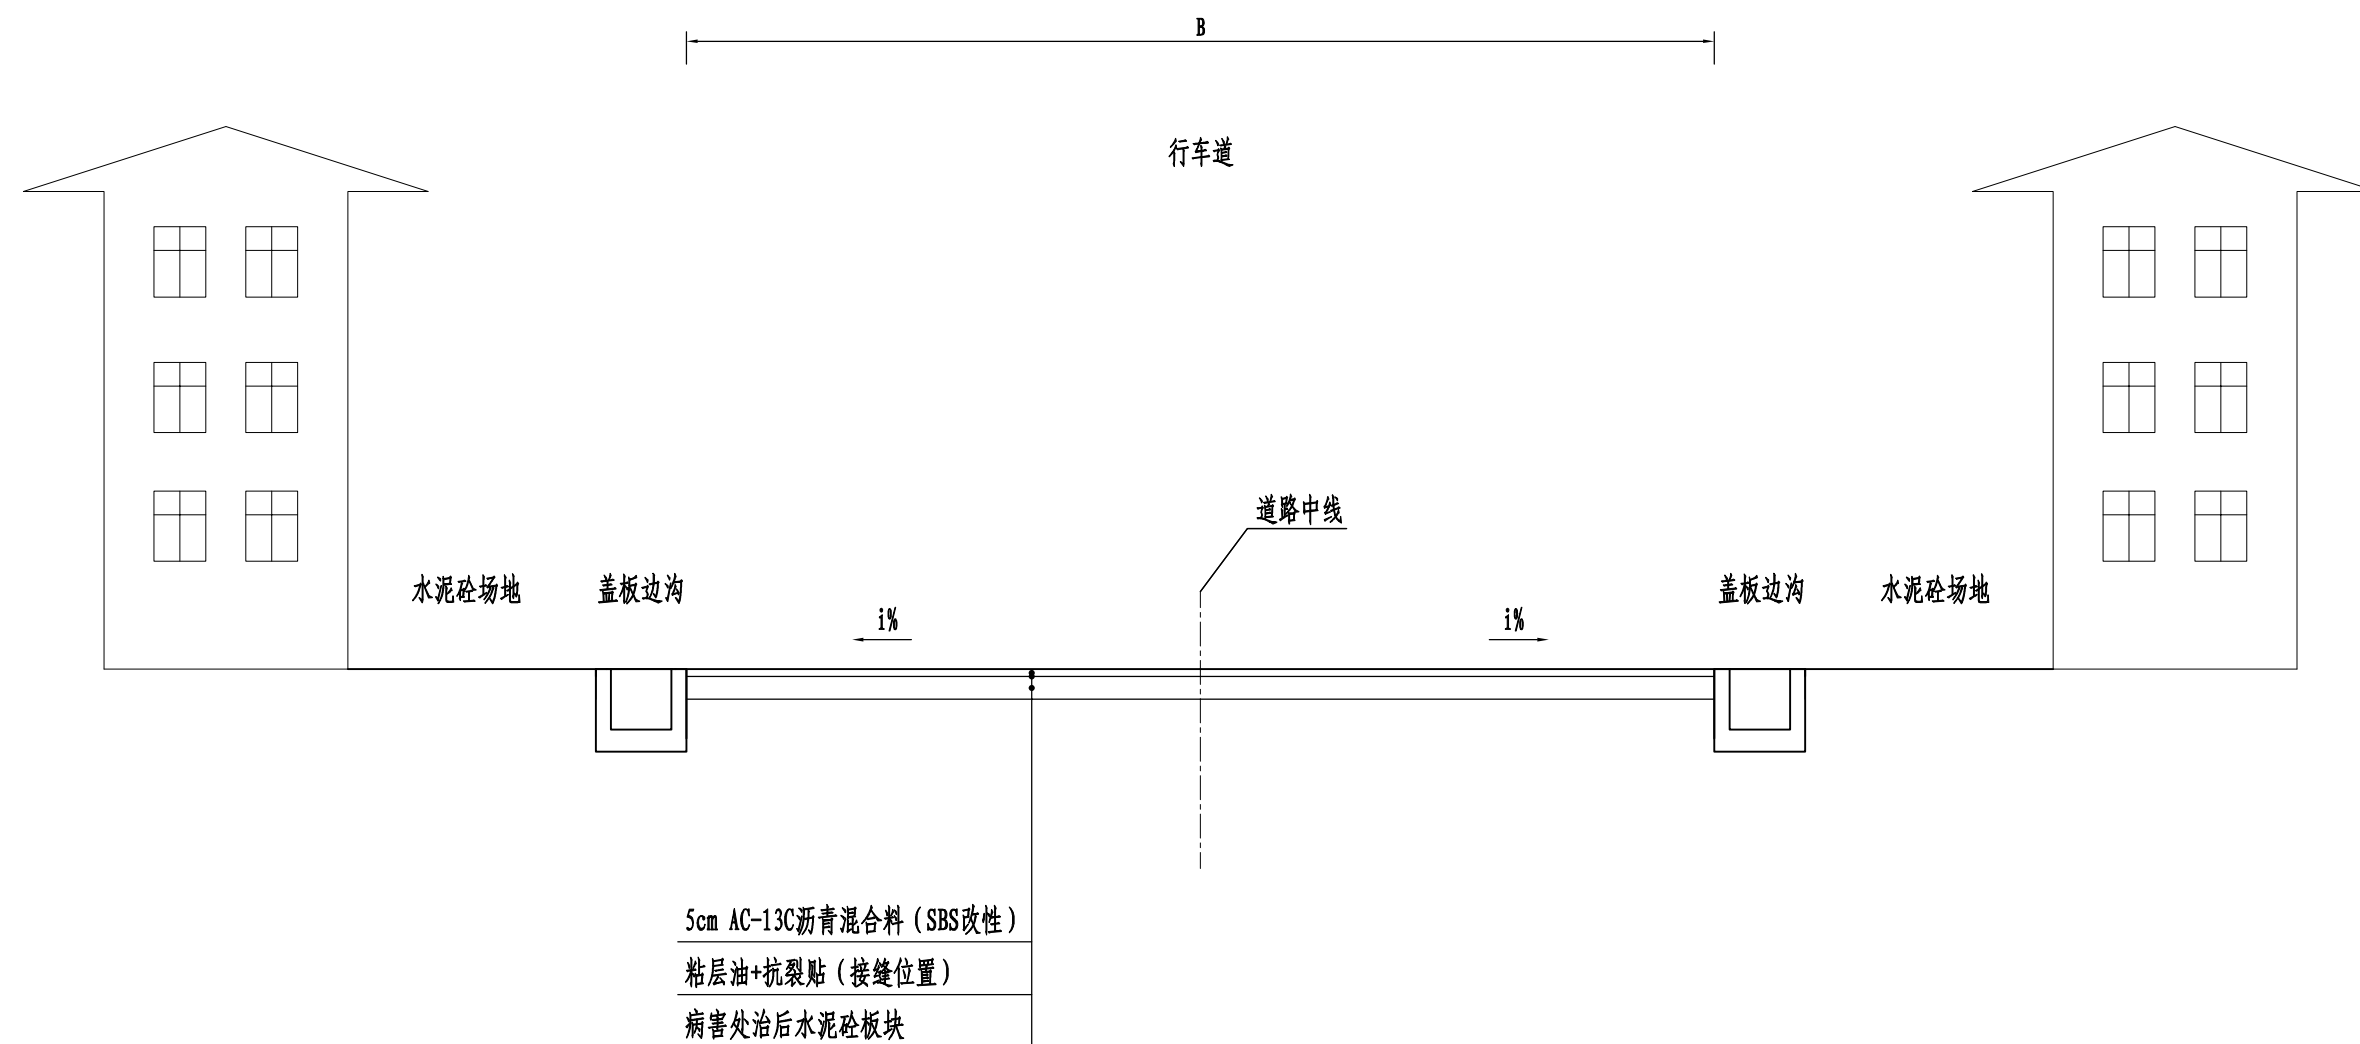 B
行车道
道路中线
水泥砼场地
盖板边沟
i%
i%
盖板边沟
水泥砼场地
5cm AC-13C沥青混合料（SBS改性）
粘层油+抗裂贴（接缝位置）
病害处治后水泥砼板块